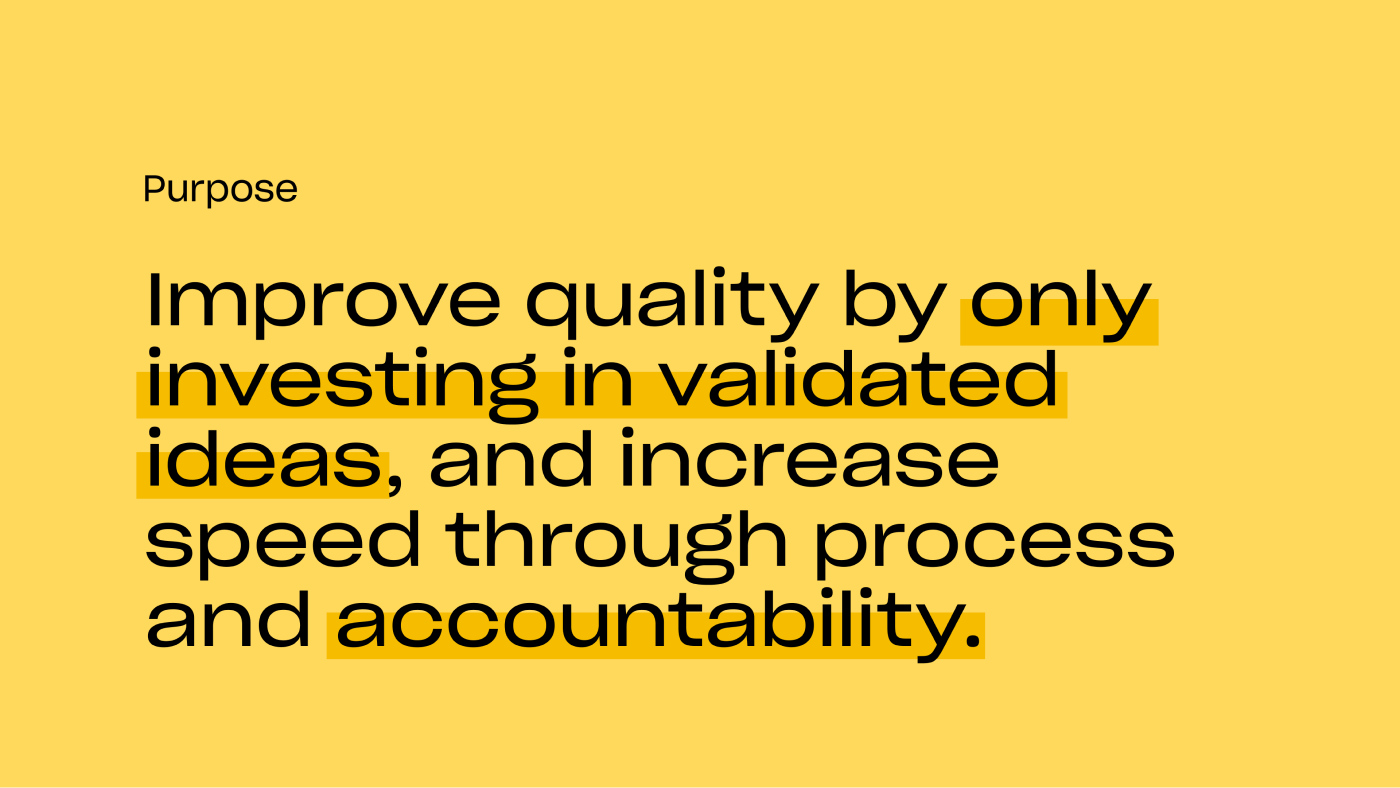 Purpose
Improve quality by only
investing in validated
ideas, and increase
speed through process
and accountability.